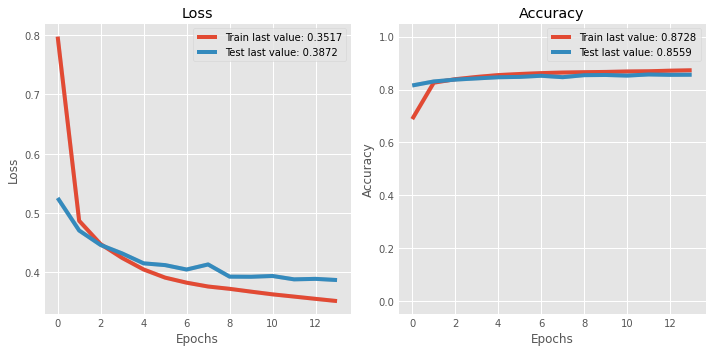 Loss
Train last value: 0.3517
Test last value: 0.3872
0.8
0.7
0.6
0.5
0.4
Loss
0 2 4 6 8 10 12
Epochs
Accuracy
Train last value: 0.8728
Test last value: 0.8559
1.0
0.8
0.6
0.4
0.2
0.0
Accuracy
0 2 4 6 8 10 12
Epochs